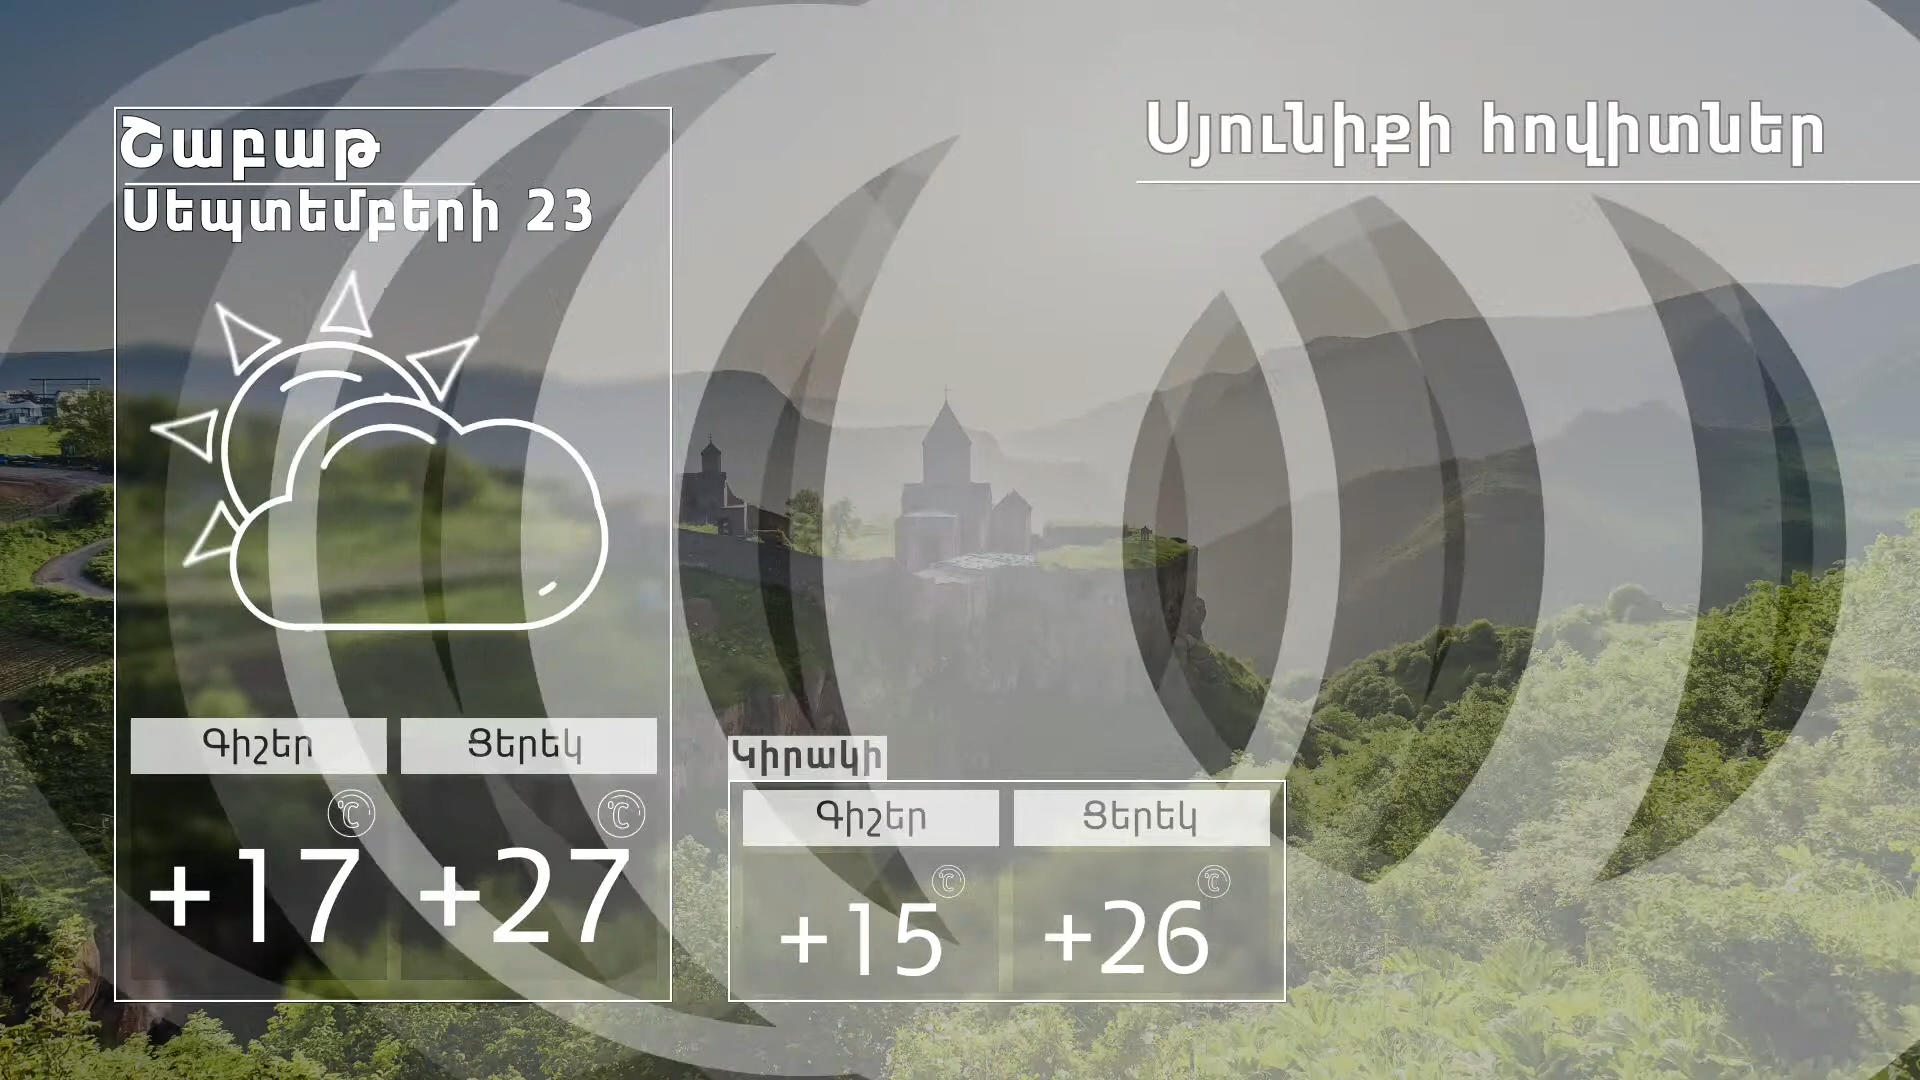 Շաբաթ
Սեպտեմբերի 23
Սյունիքի հովիտներ
Գիշեր
Ցերեկ
℃
℃
+17
+27
Կիրակի
Գիշեր
Ցերեկ
℃
℃
+15
+26